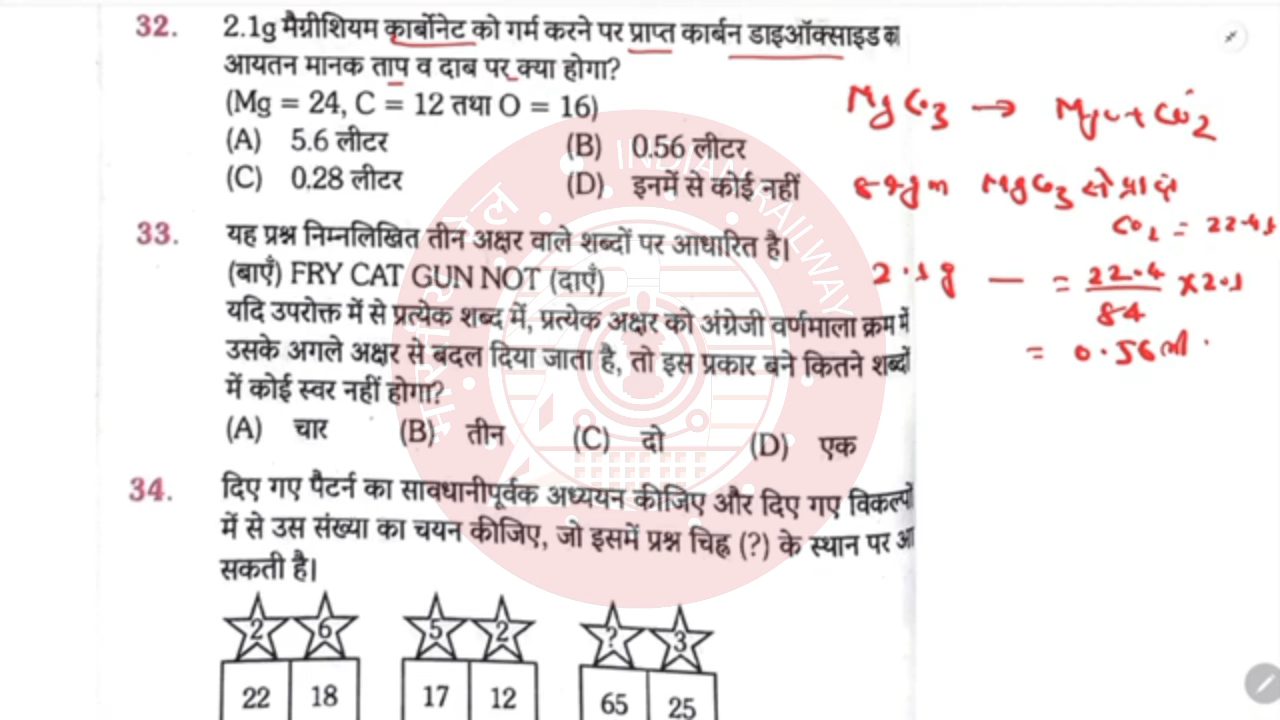 32. 2.1g मैग्नीशियम कार्बोनेट को गर्म करने पर प्राप्त कार्बन डाइऑक्साइड का
आयतन मानक ताप व दाब पर क्या होगा?
(Mg = 24, C = 12 तथा O = 16)
(A) 5.6 लीटर (B) 0.56 लीटर
(C) 0.28 लीटर (D) इनमें से कोई नहीं
MgCO3 → MgO + CO2
84gm MgCO3 से प्राप्त
CO2 = 22.4
2.1g — = 22.4/84 × 2.1
= 0.56 ली.
33. यह प्रश्न निम्नलिखित तीन अक्षर वाले शब्दों पर आधारित है।
(बाएँ) FRY CAT GUN NOT (दाएँ)
यदि उपरोक्त में से प्रत्येक शब्द में, प्रत्येक अक्षर को अंग्रेजी वर्णमाला क्रम में
उसके अगले अक्षर से बदल दिया जाता है, तो इस प्रकार बने कितने शब्दों
में कोई स्वर नहीं होगा?
(A) चार (B) तीन (C) दो (D) एक
34. दिए गए पैटर्न का सावधानीपूर्वक अध्ययन कीजिए और दिए गए विकल्पों
में से उस संख्या का चयन कीजिए, जो इसमें प्रश्न चिह्न (?) के स्थान पर आ
सकती है।
2 6 5 2 ? 3
22 18 17 12 65 25
भारतीय रेल
INDIAN RAILWAY